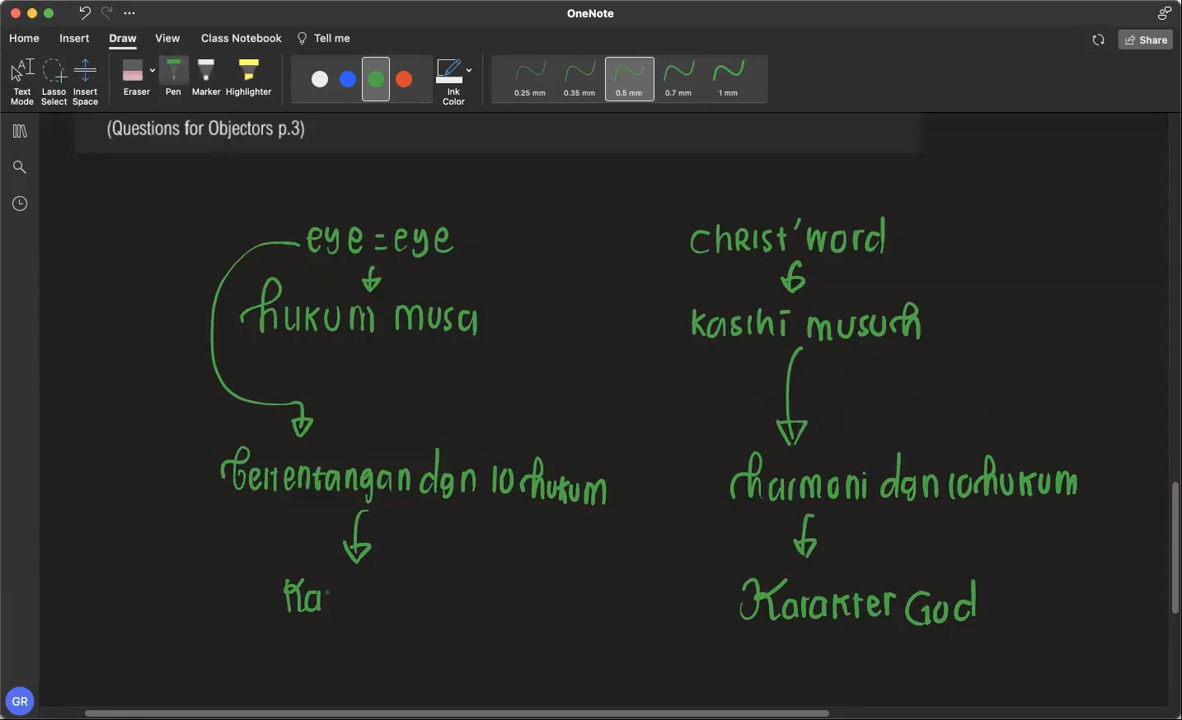 OneNote
Home Insert Draw View Class Notebook Tell me
Share
Text Mode
Lasso Select
Insert Space
Eraser
Pen
Marker
Highlighter
Ink Color
0.25 mm
0.35 mm
0.5 mm
0.7 mm
1 mm
(Questions for Objectors p.3)
eye = eye
Christ' word
hukum musa
kasihi musuh
bertentangan dgn 10 hukum
harmoni dgn 10 hukum
Ka
Karakter God
GR